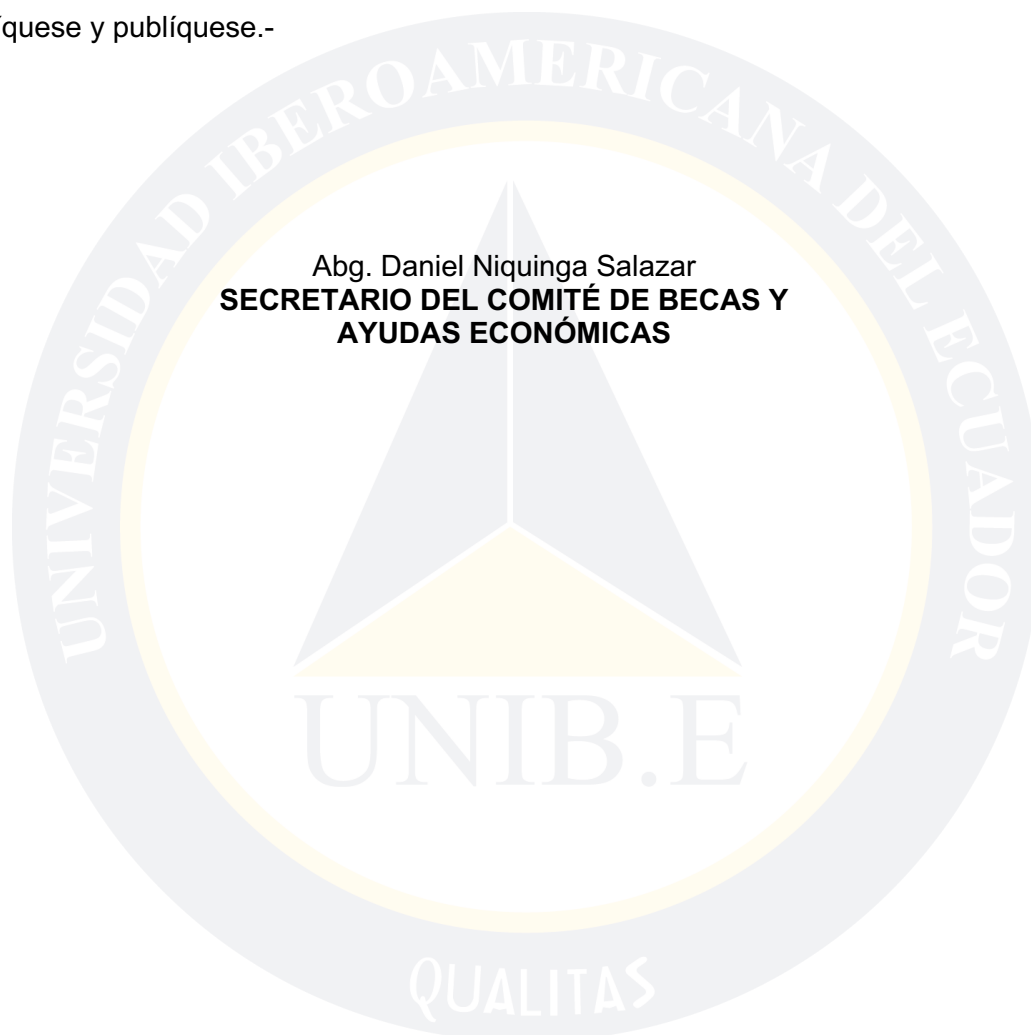 íquese y publíquese.-
UNIVERSIDAD IBEROAMERICANA DEL ECUADOR
Abg. Daniel Niquinga Salazar
SECRETARIO DEL COMITÉ DE BECAS Y
AYUDAS ECONÓMICAS
UNIB.E
QUALITAS